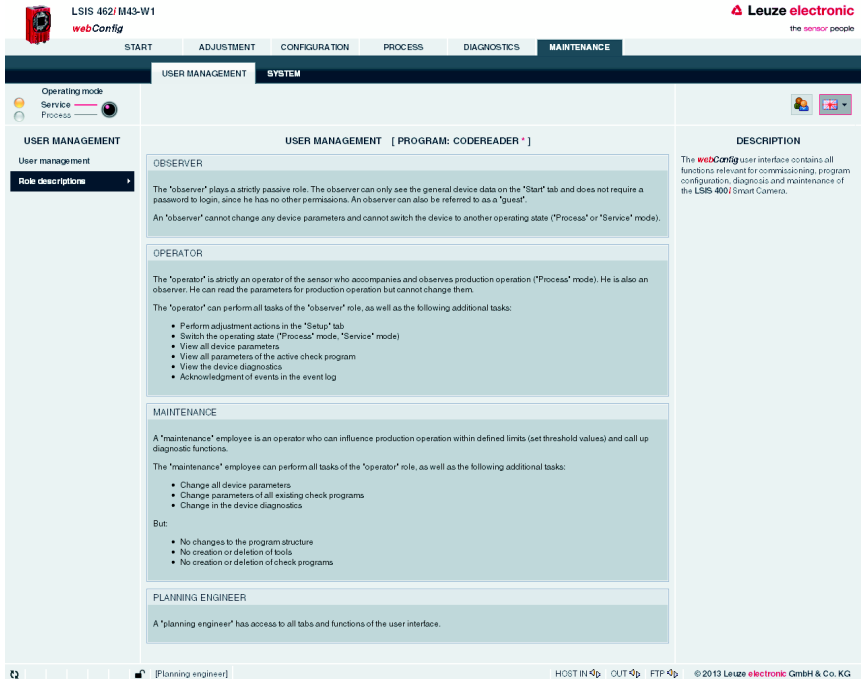 LSIS 462i M43-W1
webConfig
Leuze electronic
the sensor people
START
ADJUSTMENT
CONFIGURATION
PROCESS
DIAGNOSTICS
MAINTENANCE
USER MANAGEMENT
SYSTEM
Operating mode
Service
Process
USER MANAGEMENT
User management
Role descriptions
USER MANAGEMENT [ PROGRAM: CODEREADER * ]
OBSERVER
The "observer" plays a strictly passive role. The observer can only see the general device data on the "Start" tab and does not require a
password to login, since he has no other permissions. An observer can also be referred to as a "guest".
An "observer" cannot change any device parameters and cannot switch the device to another operating state ("Process" or "Service" mode).
OPERATOR
The "operator" is strictly an operator of the sensor who accompanies and observes production operation ("Process" mode). He is also an
observer. He can read the parameters for production operation but cannot change them.
The "operator" can perform all tasks of the "observer" role, as well as the following additional tasks:
• Perform adjustment actions in the "Setup" tab
• Switch the operating state ("Process" mode, "Service" mode)
• View all device parameters
• View all parameters of the active check program
• View the device diagnostics
• Acknowledgment of events in the event log
MAINTENANCE
A "maintenance" employee is an operator who can influence production operation within defined limits (set threshold values) and call up
diagnostic functions.
The "maintenance" employee can perform all tasks of the "operator" role, as well as the following additional tasks:
• Change all device parameters
• Change parameters of all existing check programs
• Change in the device diagnostics
But:
• No changes to the program structure
• No creation or deletion of tools
• No creation or deletion of check programs
PLANNING ENGINEER
A "planning engineer" has access to all tabs and functions of the user interface.
DESCRIPTION
The webConfig user interface contains all
functions relevant for commissioning, program
configuration, diagnosis and maintenance of
the LSIS 400i Smart Camera.
[Planning engineer]
HOST IN
OUT
FTP
© 2013 Leuze electronic GmbH & Co. KG